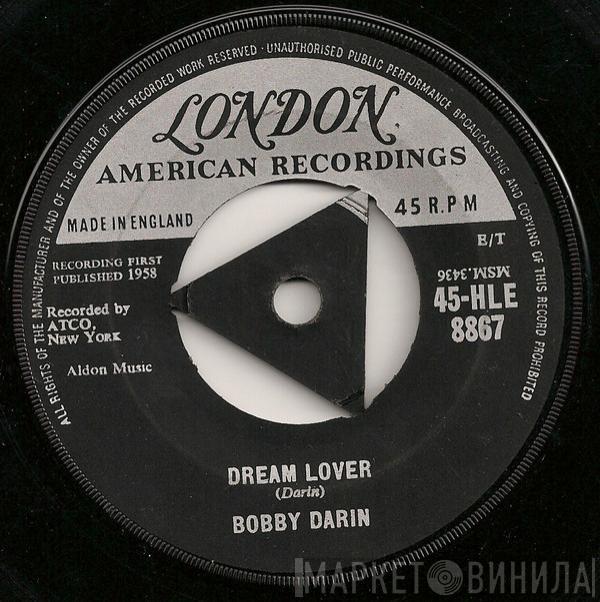 ALL RIGHTS OF THE MANUFACTURER AND OF THE OWNER OF THE RECORDED WORK RESERVED · UNAUTHORISED PUBLIC PERFORMANCE BROADCASTING AND COPYING OF THIS RECORD PROHIBITED
LONDON
AMERICAN RECORDINGS
MADE IN ENGLAND
45 R.P M
E/T
RECORDING FIRST
PUBLISHED 1958
MSM.3436
45-HLE
8867
Recorded by
ATCO,
NEW YORK
Aldon Music
DREAM LOVER
(Darin)
BOBBY DARIN
МАРКЕТ ВИНИЛА